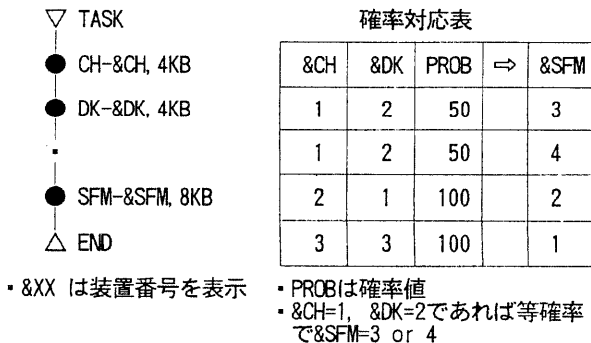 TASK
CH-&CH, 4KB
DK-&DK, 4KB
SFM-&SFM, 8KB
END
・&XX は装置番号を表示
確率対応表
&CH &DK PROB ⇨ &SFM
1 2 50 3
1 2 50 4
2 1 100 2
3 3 100 1
・PROBは確率値
・&CH=1, &DK=2であれば等確率
で&SFM=3 or 4